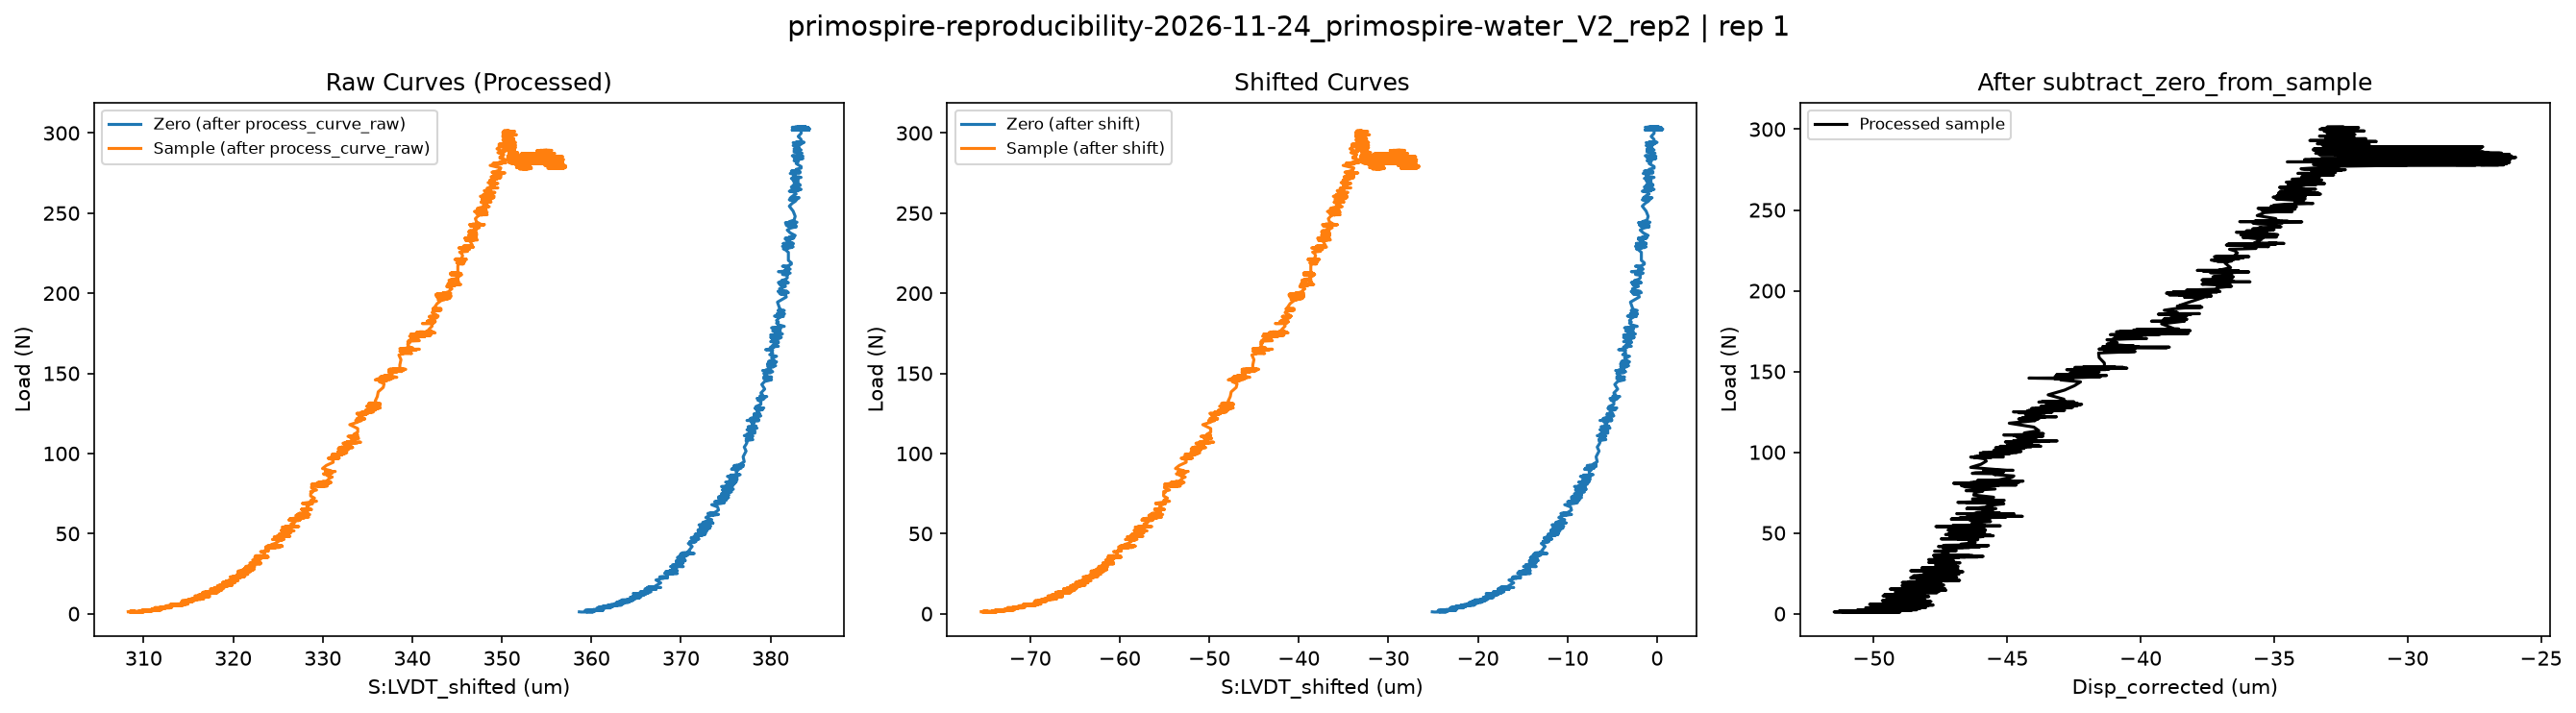 primospire-reproducibility-2026-11-24_primospire-water_V2_rep2 | rep 1
Raw Curves (Processed)
Zero (after process_curve_raw)
Sample (after process_curve_raw)
300
250
200
150
100
50
0
Load (N)
310 320 330 340 350 360 370 380
S:LVDT_shifted (um)
Shifted Curves
Zero (after shift)
Sample (after shift)
300
250
200
150
100
50
0
Load (N)
−70 −60 −50 −40 −30 −20 −10 0
S:LVDT_shifted (um)
After subtract_zero_from_sample
Processed sample
300
250
200
150
100
50
0
Load (N)
−50 −45 −40 −35 −30 −25
Disp_corrected (um)